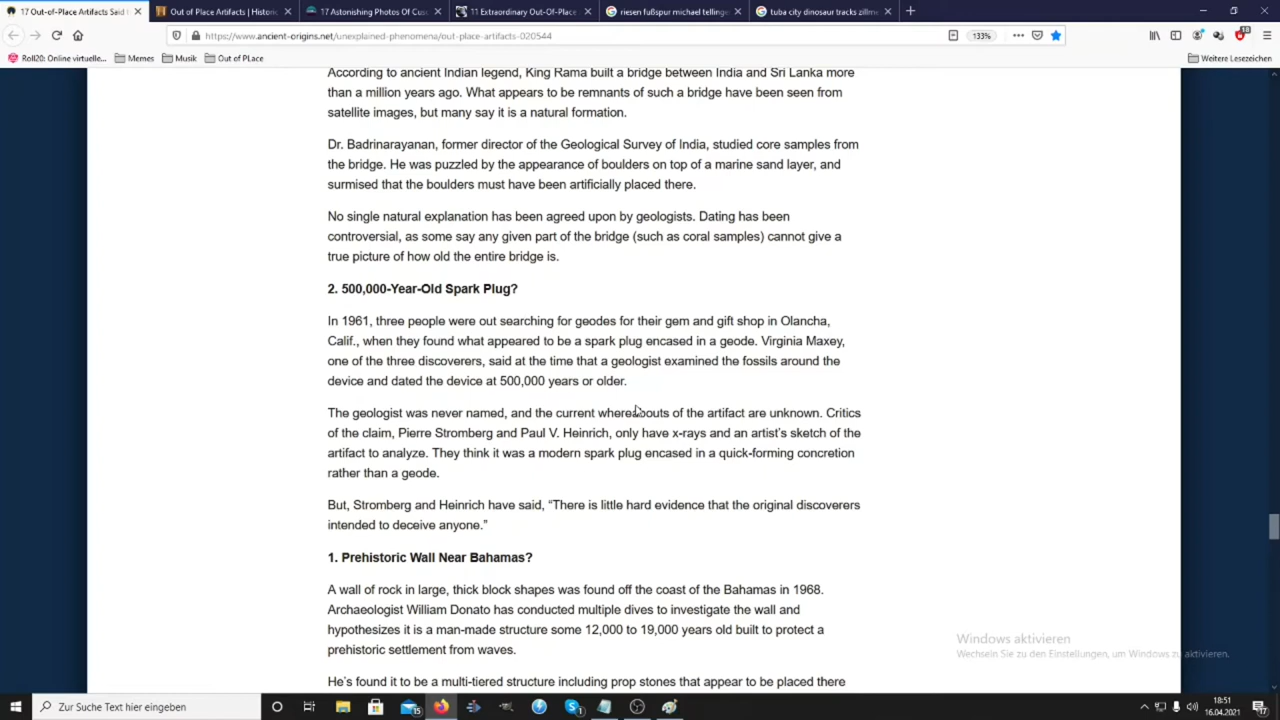 17 Out-of-Place Artifacts Said
Out of Place Artifacts | Historic
17 Astonishing Photos Of Cus
11 Extraordinary Out-Of-Place
riesen fußspur michael tellinge
tuba city dinosaur tracks zillme
https://www.ancient-origins.net/unexplained-phenomena/out-place-artifacts-020544
133%
Roll20: Online virtuelle...
Memes
Musik
Out of PLace
Weitere Lesezeichen
According to ancient Indian legend, King Rama built a bridge between India and Sri Lanka more
than a million years ago. What appears to be remnants of such a bridge have been seen from
satellite images, but many say it is a natural formation.
Dr. Badrinarayanan, former director of the Geological Survey of India, studied core samples from
the bridge. He was puzzled by the appearance of boulders on top of a marine sand layer, and
surmised that the boulders must have been artificially placed there.
No single natural explanation has been agreed upon by geologists. Dating has been
controversial, as some say any given part of the bridge (such as coral samples) cannot give a
true picture of how old the entire bridge is.
2. 500,000-Year-Old Spark Plug?
In 1961, three people were out searching for geodes for their gem and gift shop in Olancha,
Calif., when they found what appeared to be a spark plug encased in a geode. Virginia Maxey,
one of the three discoverers, said at the time that a geologist examined the fossils around the
device and dated the device at 500,000 years or older.
The geologist was never named, and the current whereabouts of the artifact are unknown. Critics
of the claim, Pierre Stromberg and Paul V. Heinrich, only have x-rays and an artist's sketch of the
artifact to analyze. They think it was a modern spark plug encased in a quick-forming concretion
rather than a geode.
But, Stromberg and Heinrich have said, “There is little hard evidence that the original discoverers
intended to deceive anyone.”
1. Prehistoric Wall Near Bahamas?
A wall of rock in large, thick block shapes was found off the coast of the Bahamas in 1968.
Archaeologist William Donato has conducted multiple dives to investigate the wall and
hypothesizes it is a man-made structure some 12,000 to 19,000 years old built to protect a
prehistoric settlement from waves.
He's found it to be a multi-tiered structure including prop stones that appear to be placed there
Windows aktivieren
Wechseln Sie zu den Einstellungen, um Windows zu aktivieren.
Zur Suche Text hier eingeben
15
18:51
16.04.2021
17